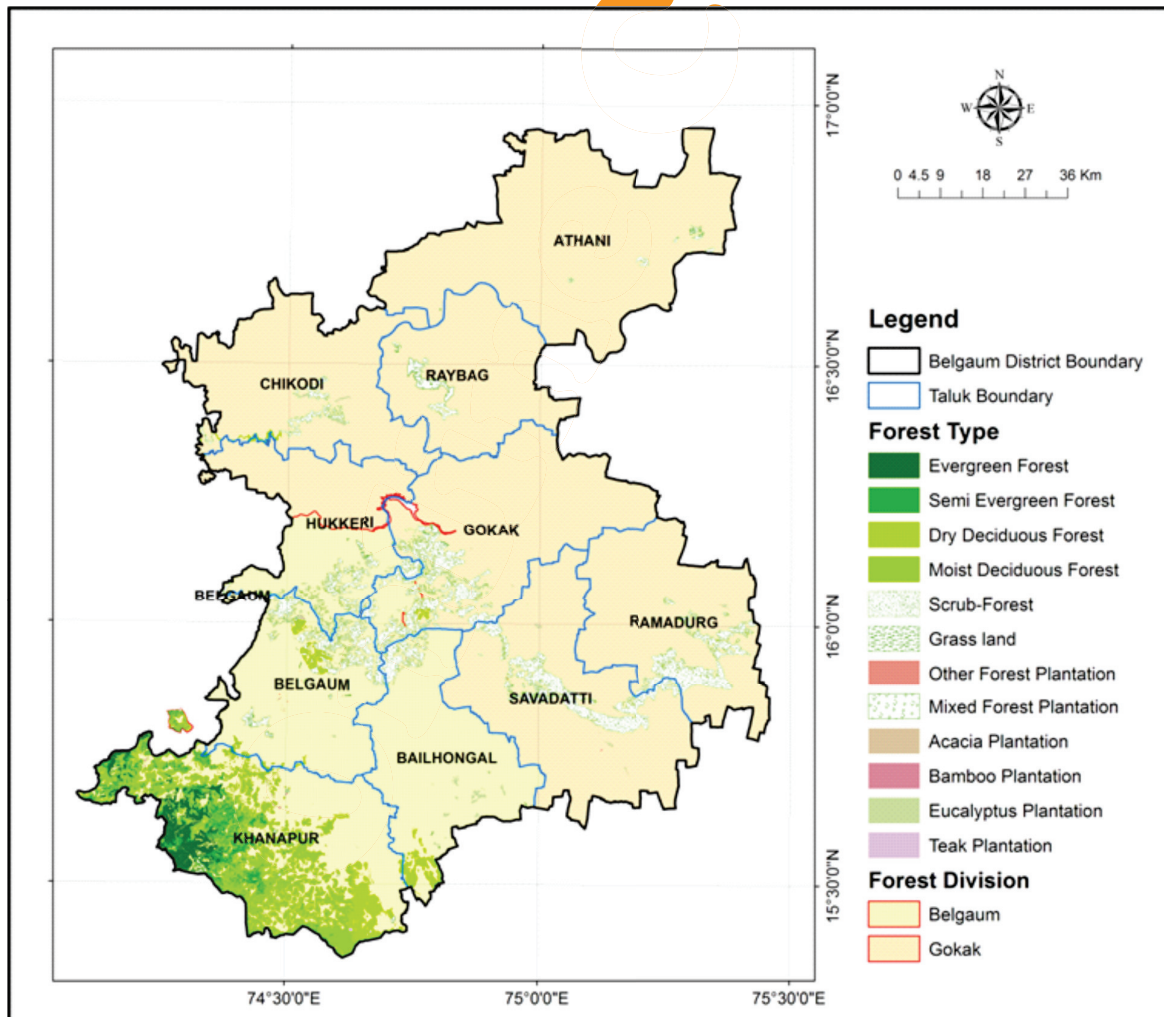 N
W E
S
0 4.5 9 18 27 36 Km
17°0'0"N
ATHANI
Legend
Belgaum District Boundary
Taluk Boundary
16°30'0"N
CHIKODI
RAYBAG
Forest Type
Evergreen Forest
Semi Evergreen Forest
Dry Deciduous Forest
Moist Deciduous Forest
Scrub-Forest
Grass land
Other Forest Plantation
Mixed Forest Plantation
Acacia Plantation
Bamboo Plantation
Eucalyptus Plantation
Teak Plantation
HUKKERI
GOKAK
BELGAUM
RAMADURG
16°0'0"N
BELGAUM
SAVADATTI
BAILHONGAL
KHANAPUR
15°30'0"N
Forest Division
Belgaum
Gokak
74°30'0"E
75°0'0"E
75°30'0"E